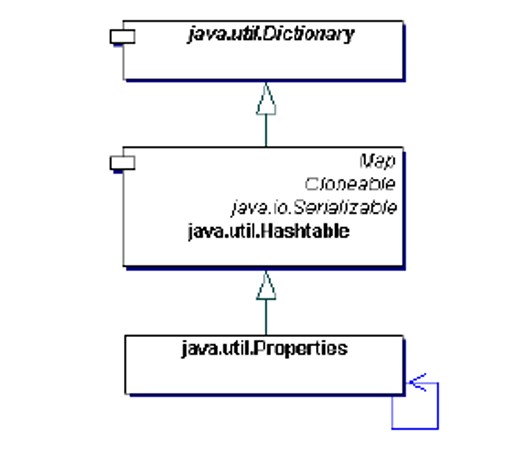 java.util.Dictionary
Map
Cloneable
java.io.Serializable
java.util.Hashtable
java.util.Properties